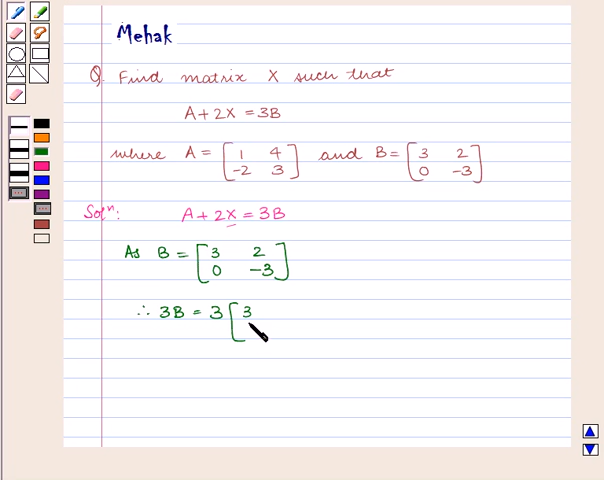 Mehak
Q. Find matrix X such that
A + 2X = 3B
where A = [ 1 4 ] and B = [ 3 2 ]
-2 3 0 -3
Solⁿ: A + 2X = 3B
As B = [ 3 2 ]
0 -3
∴ 3B = 3 [ 3